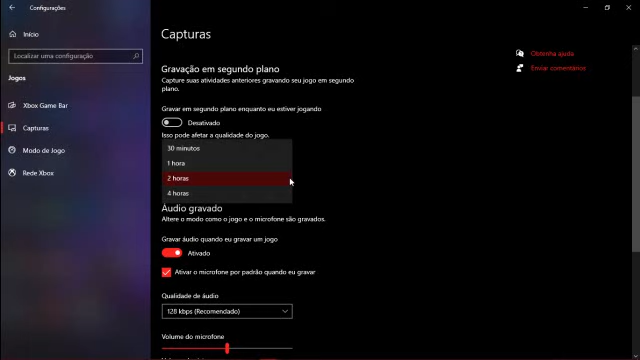 Configurações
Início
Localizar uma configuração
Jogos
Xbox Game Bar
Capturas
Modo de Jogo
Rede Xbox
Capturas
Gravação em segundo plano
Capture suas atividades anteriores gravando seu jogo em segundo
plano.
Gravar em segundo plano enquanto eu estiver jogando
Desativado
Isso pode afetar a qualidade do jogo.
30 minutos
1 hora
2 horas
4 horas
Áudio gravado
Altere o modo como o jogo e o microfone são gravados.
Gravar áudio quando eu gravar um jogo
Ativado
Ativar o microfone por padrão quando eu gravar
Qualidade de áudio
128 kbps (Recomendado)
Volume do microfone
Obtenha ajuda
Enviar comentários